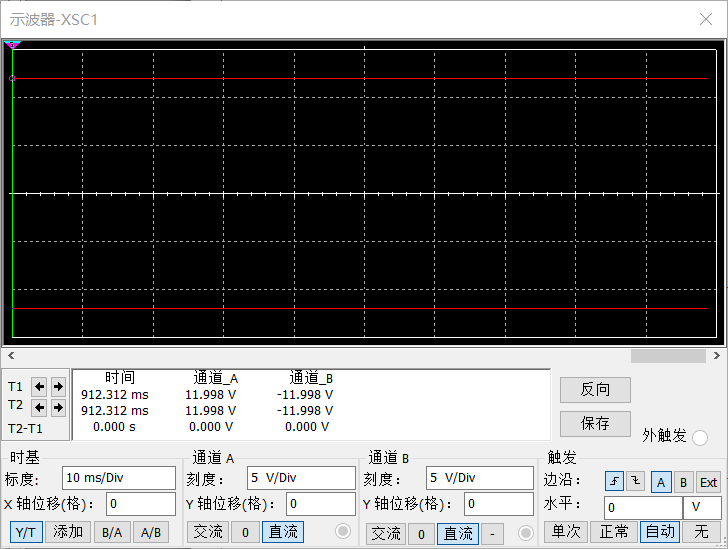 示波器-XSC1
时间 通道_A 通道_B
T1 912.312 ms 11.998 V -11.998 V
T2 912.312 ms 11.998 V -11.998 V
T2-T1 0.000 s 0.000 V 0.000 V
反向
保存
外触发
时基
标度: 10 ms/Div
X 轴位移(格): 0
Y/T 添加 B/A A/B
通道 A
刻度: 5 V/Div
Y 轴位移(格): 0
交流 0 直流
通道 B
刻度: 5 V/Div
Y 轴位移(格): 0
交流 0 直流 -
触发
边沿: A B Ext
水平: 0 V
单次 正常 自动 无